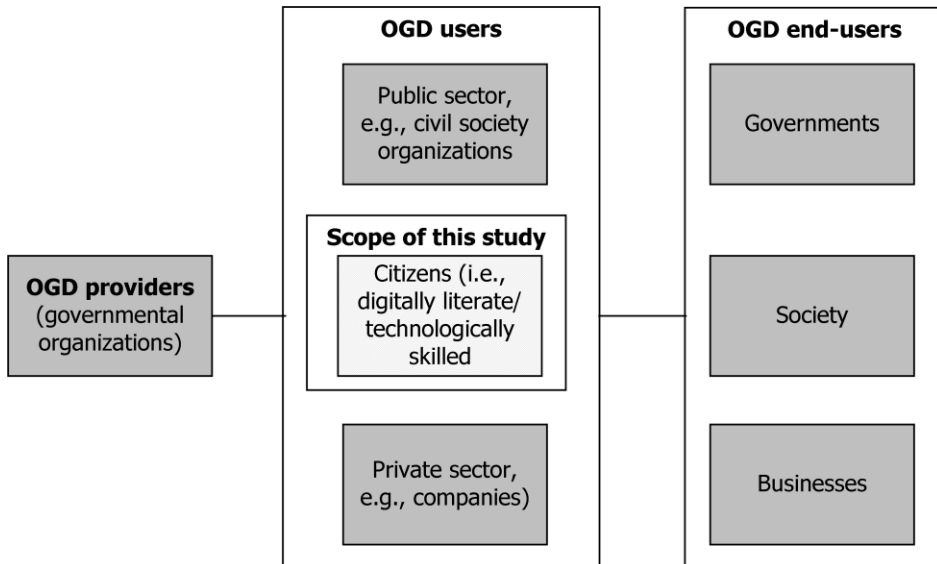 OGD users
Public sector,
e.g., civil society
organizations
Scope of this study
Citizens (i.e.,
digitally literate/
technologically
skilled
Private sector,
e.g., companies)
OGD providers
(governmental
organizations)
OGD end-users
Governments
Society
Businesses